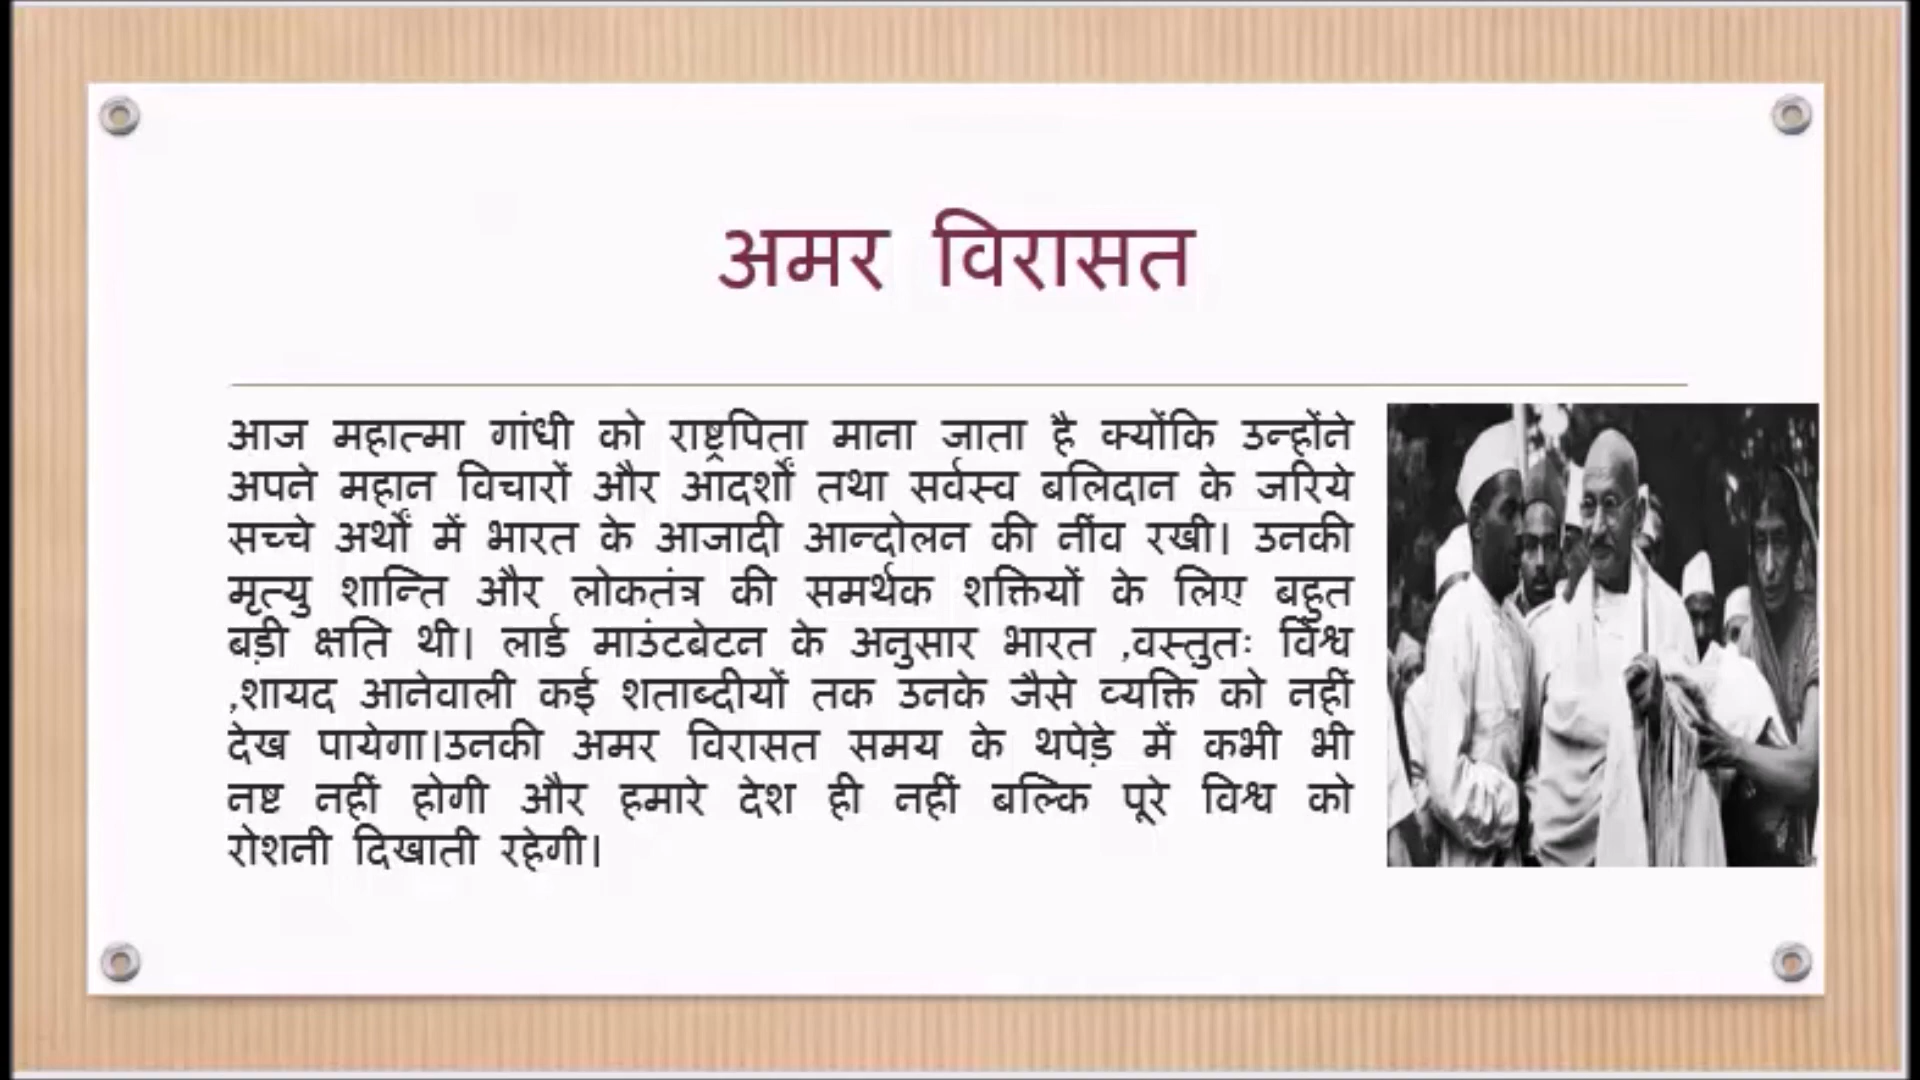 अमर विरासत
आज महात्मा गांधी को राष्ट्रपिता माना जाता है क्योंकि उन्होंने
अपने महान विचारों और आदर्शों तथा सर्वस्व बलिदान के जरिये
सच्चे अर्थों में भारत के आजादी आन्दोलन की नींव रखी। उनकी
मृत्यु शान्ति और लोकतंत्र की समर्थक शक्तियों के लिए बहुत
बड़ी क्षति थी। लार्ड माउंटबेटन के अनुसार भारत ,वस्तुतः विश्व
,शायद आनेवाली कई शताब्दीयों तक उनके जैसे व्यक्ति को नहीं
देख पायेगा।उनकी अमर विरासत समय के थपेड़े में कभी भी
नष्ट नहीं होगी और हमारे देश ही नहीं बल्कि पूरे विश्व को
रोशनी दिखाती रहेगी।